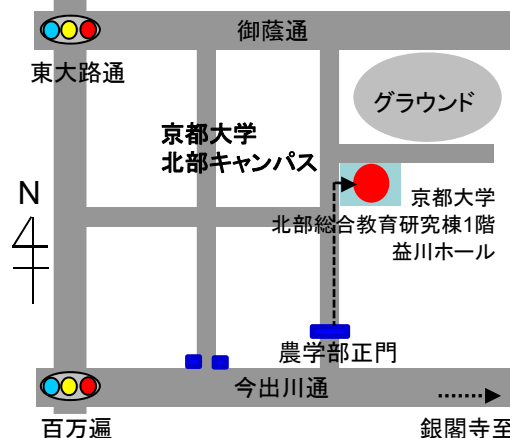 御蔭通
東大路通
グラウンド
京都大学
北部キャンパス
N
京都大学
北部総合教育研究棟1階
益川ホール
農学部正門
今出川通
百万遍
銀閣寺至